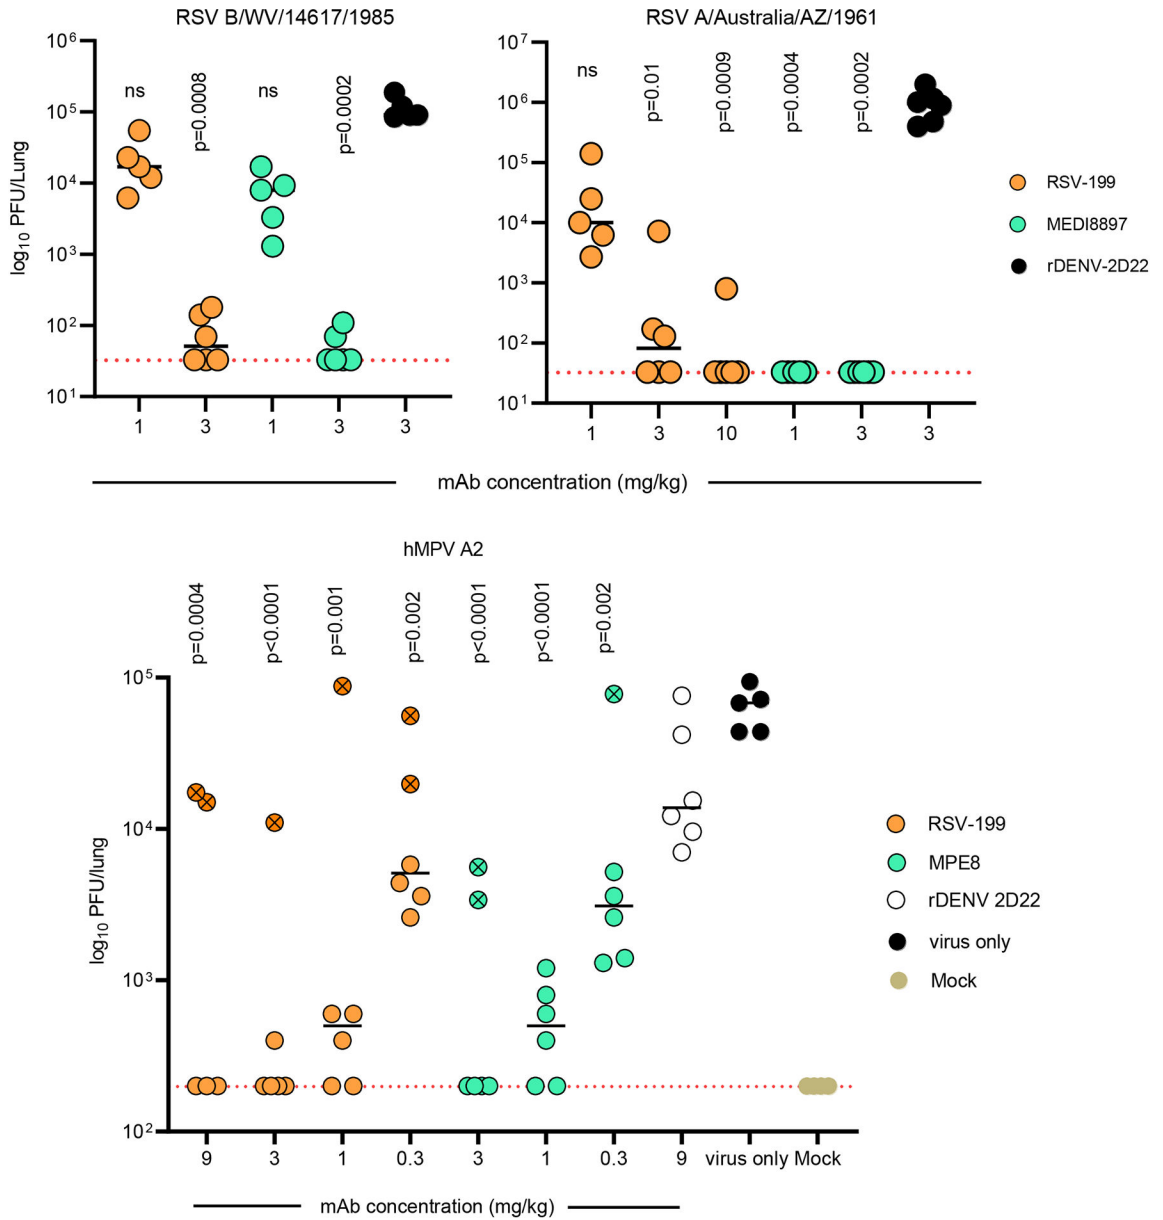 RSV B/WV/14617/1985
RSV A/Australia/AZ/1961
log10 PFU/Lung
10^6
10^5
10^4
10^3
10^2
10^1
ns
p=0.0008
ns
p=0.0002
1
3
1
3
3
10^7
10^6
10^5
10^4
10^3
10^2
10^1
ns
p=0.01
p=0.0009
p=0.0004
p=0.0002
1
3
10
1
3
3
RSV-199
MEDI8897
rDENV-2D22
mAb concentration (mg/kg)
hMPV A2
p=0.0004
p<0.0001
p=0.001
p=0.002
p<0.0001
p<0.0001
p=0.002
log10 PFU/lung
10^5
10^4
10^3
10^2
9
3
1
0.3
3
1
0.3
9
virus only
Mock
RSV-199
MPE8
rDENV 2D22
virus only
Mock
mAb concentration (mg/kg)